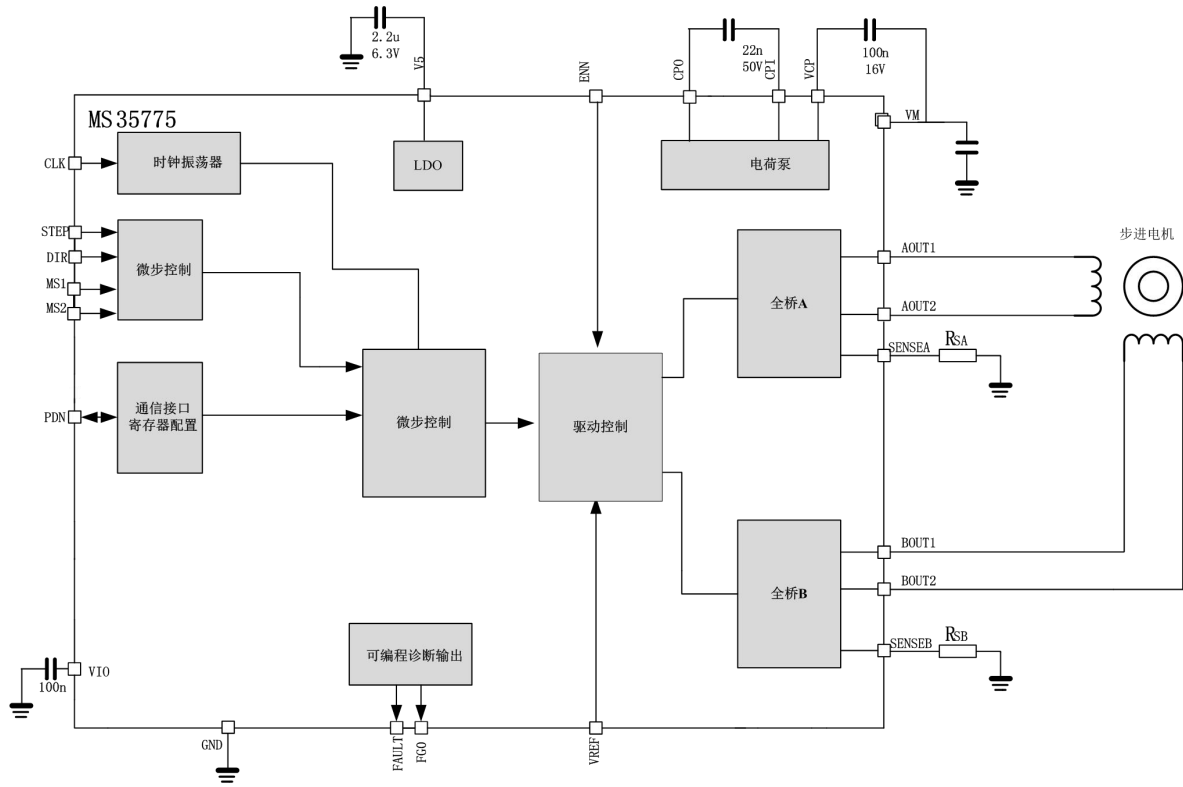 2.2u
6.3V
V5
ENN
CPO
22n
50V
CPI
VCP
100n
16V
VM
MS35775
CLK
时钟振荡器
LDO
电荷泵
STEP
DIR
MS1
MS2
微步控制
全桥A
AOUT1
AOUT2
SENSEA
RSA
步进电机
PDN
通信接口
寄存器配置
微步控制
驱动控制
全桥B
BOUT1
BOUT2
SENSEB
RSB
可编程诊断输出
VIO
100n
GND
FAULT
FGO
VREF